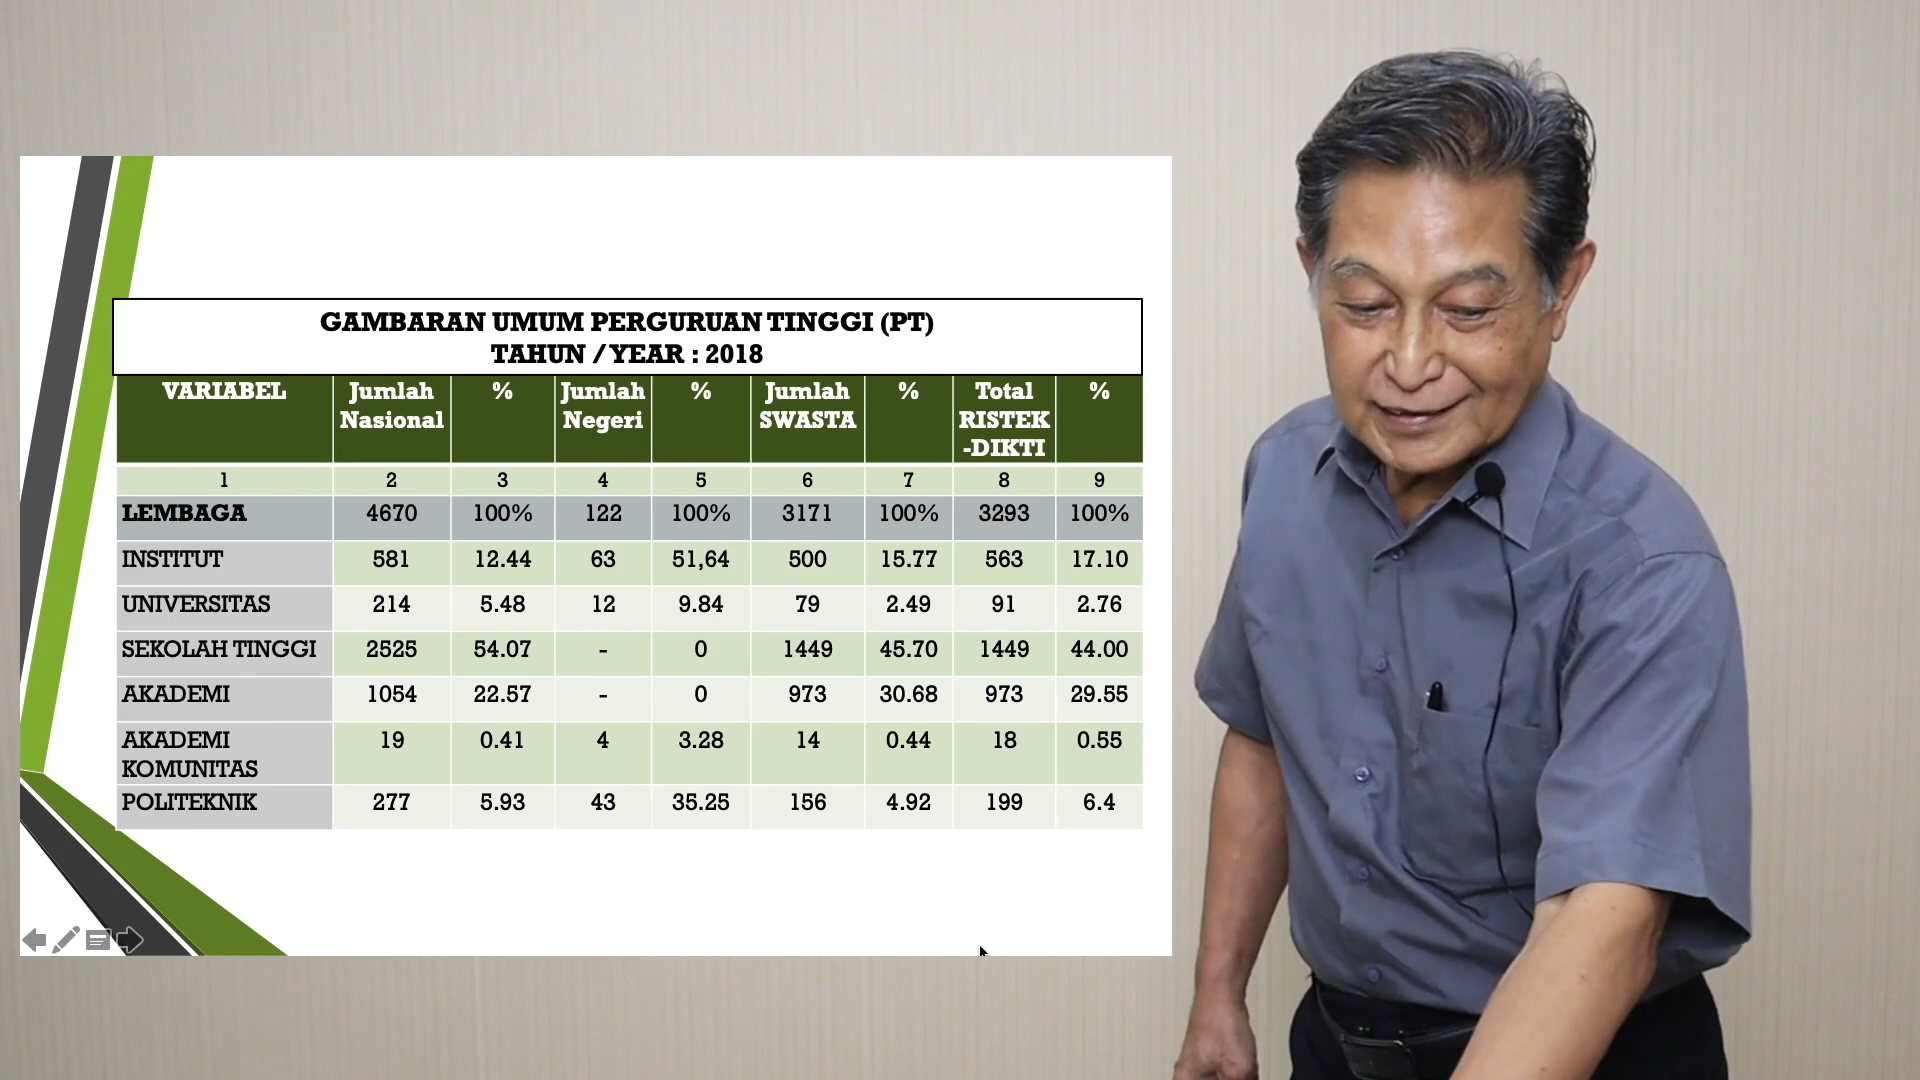 GAMBARAN UMUM PERGURUAN TINGGI (PT)
TAHUN / YEAR : 2018
VARIABEL Jumlah Nasional % Jumlah Negeri % Jumlah SWASTA % Total RISTEK-DIKTI %
1 2 3 4 5 6 7 8 9
LEMBAGA 4670 100% 122 100% 3171 100% 3293 100%
INSTITUT 581 12.44 63 51,64 500 15.77 563 17.10
UNIVERSITAS 214 5.48 12 9.84 79 2.49 91 2.76
SEKOLAH TINGGI 2525 54.07 - 0 1449 45.70 1449 44.00
AKADEMI 1054 22.57 - 0 973 30.68 973 29.55
AKADEMI KOMUNITAS 19 0.41 4 3.28 14 0.44 18 0.55
POLITEKNIK 277 5.93 43 35.25 156 4.92 199 6.4